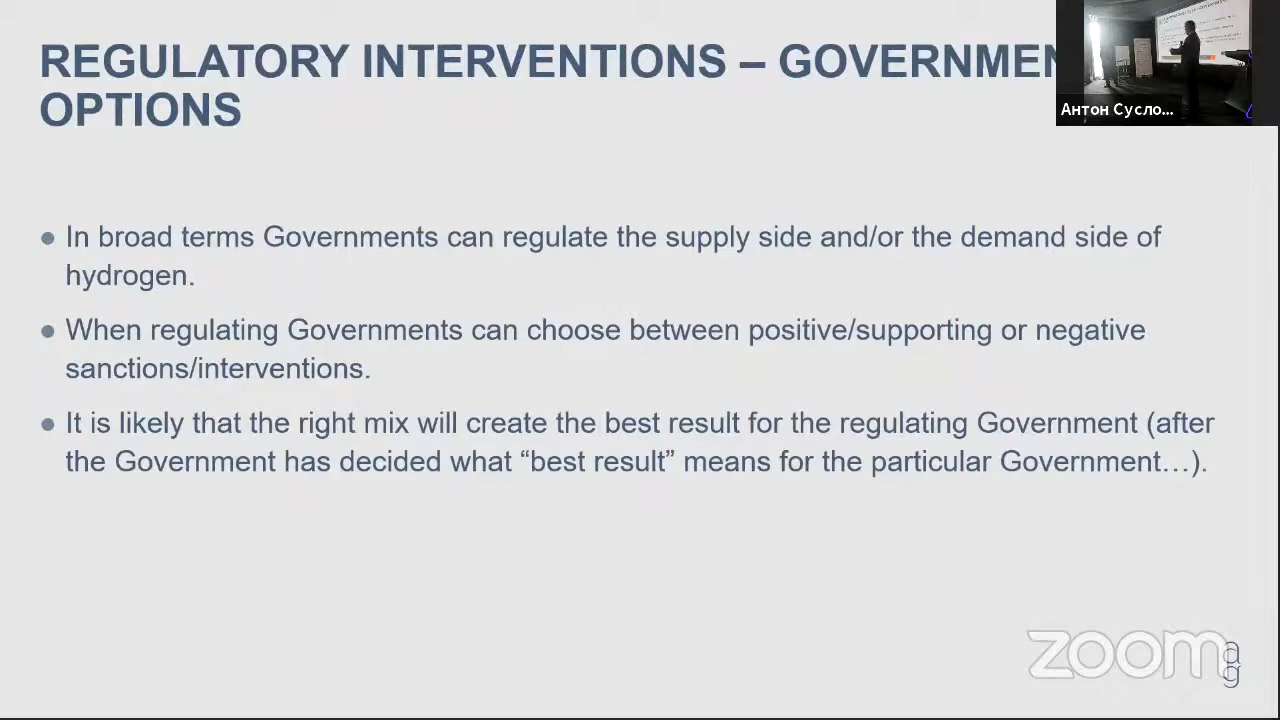 REGULATORY INTERVENTIONS – GOVERNMEN
OPTIONS
Антон Сусло...
● In broad terms Governments can regulate the supply side and/or the demand side of
hydrogen.
● When regulating Governments can choose between positive/supporting or negative
sanctions/interventions.
● It is likely that the right mix will create the best result for the regulating Government (after
the Government has decided what “best result” means for the particular Government…).
zoom